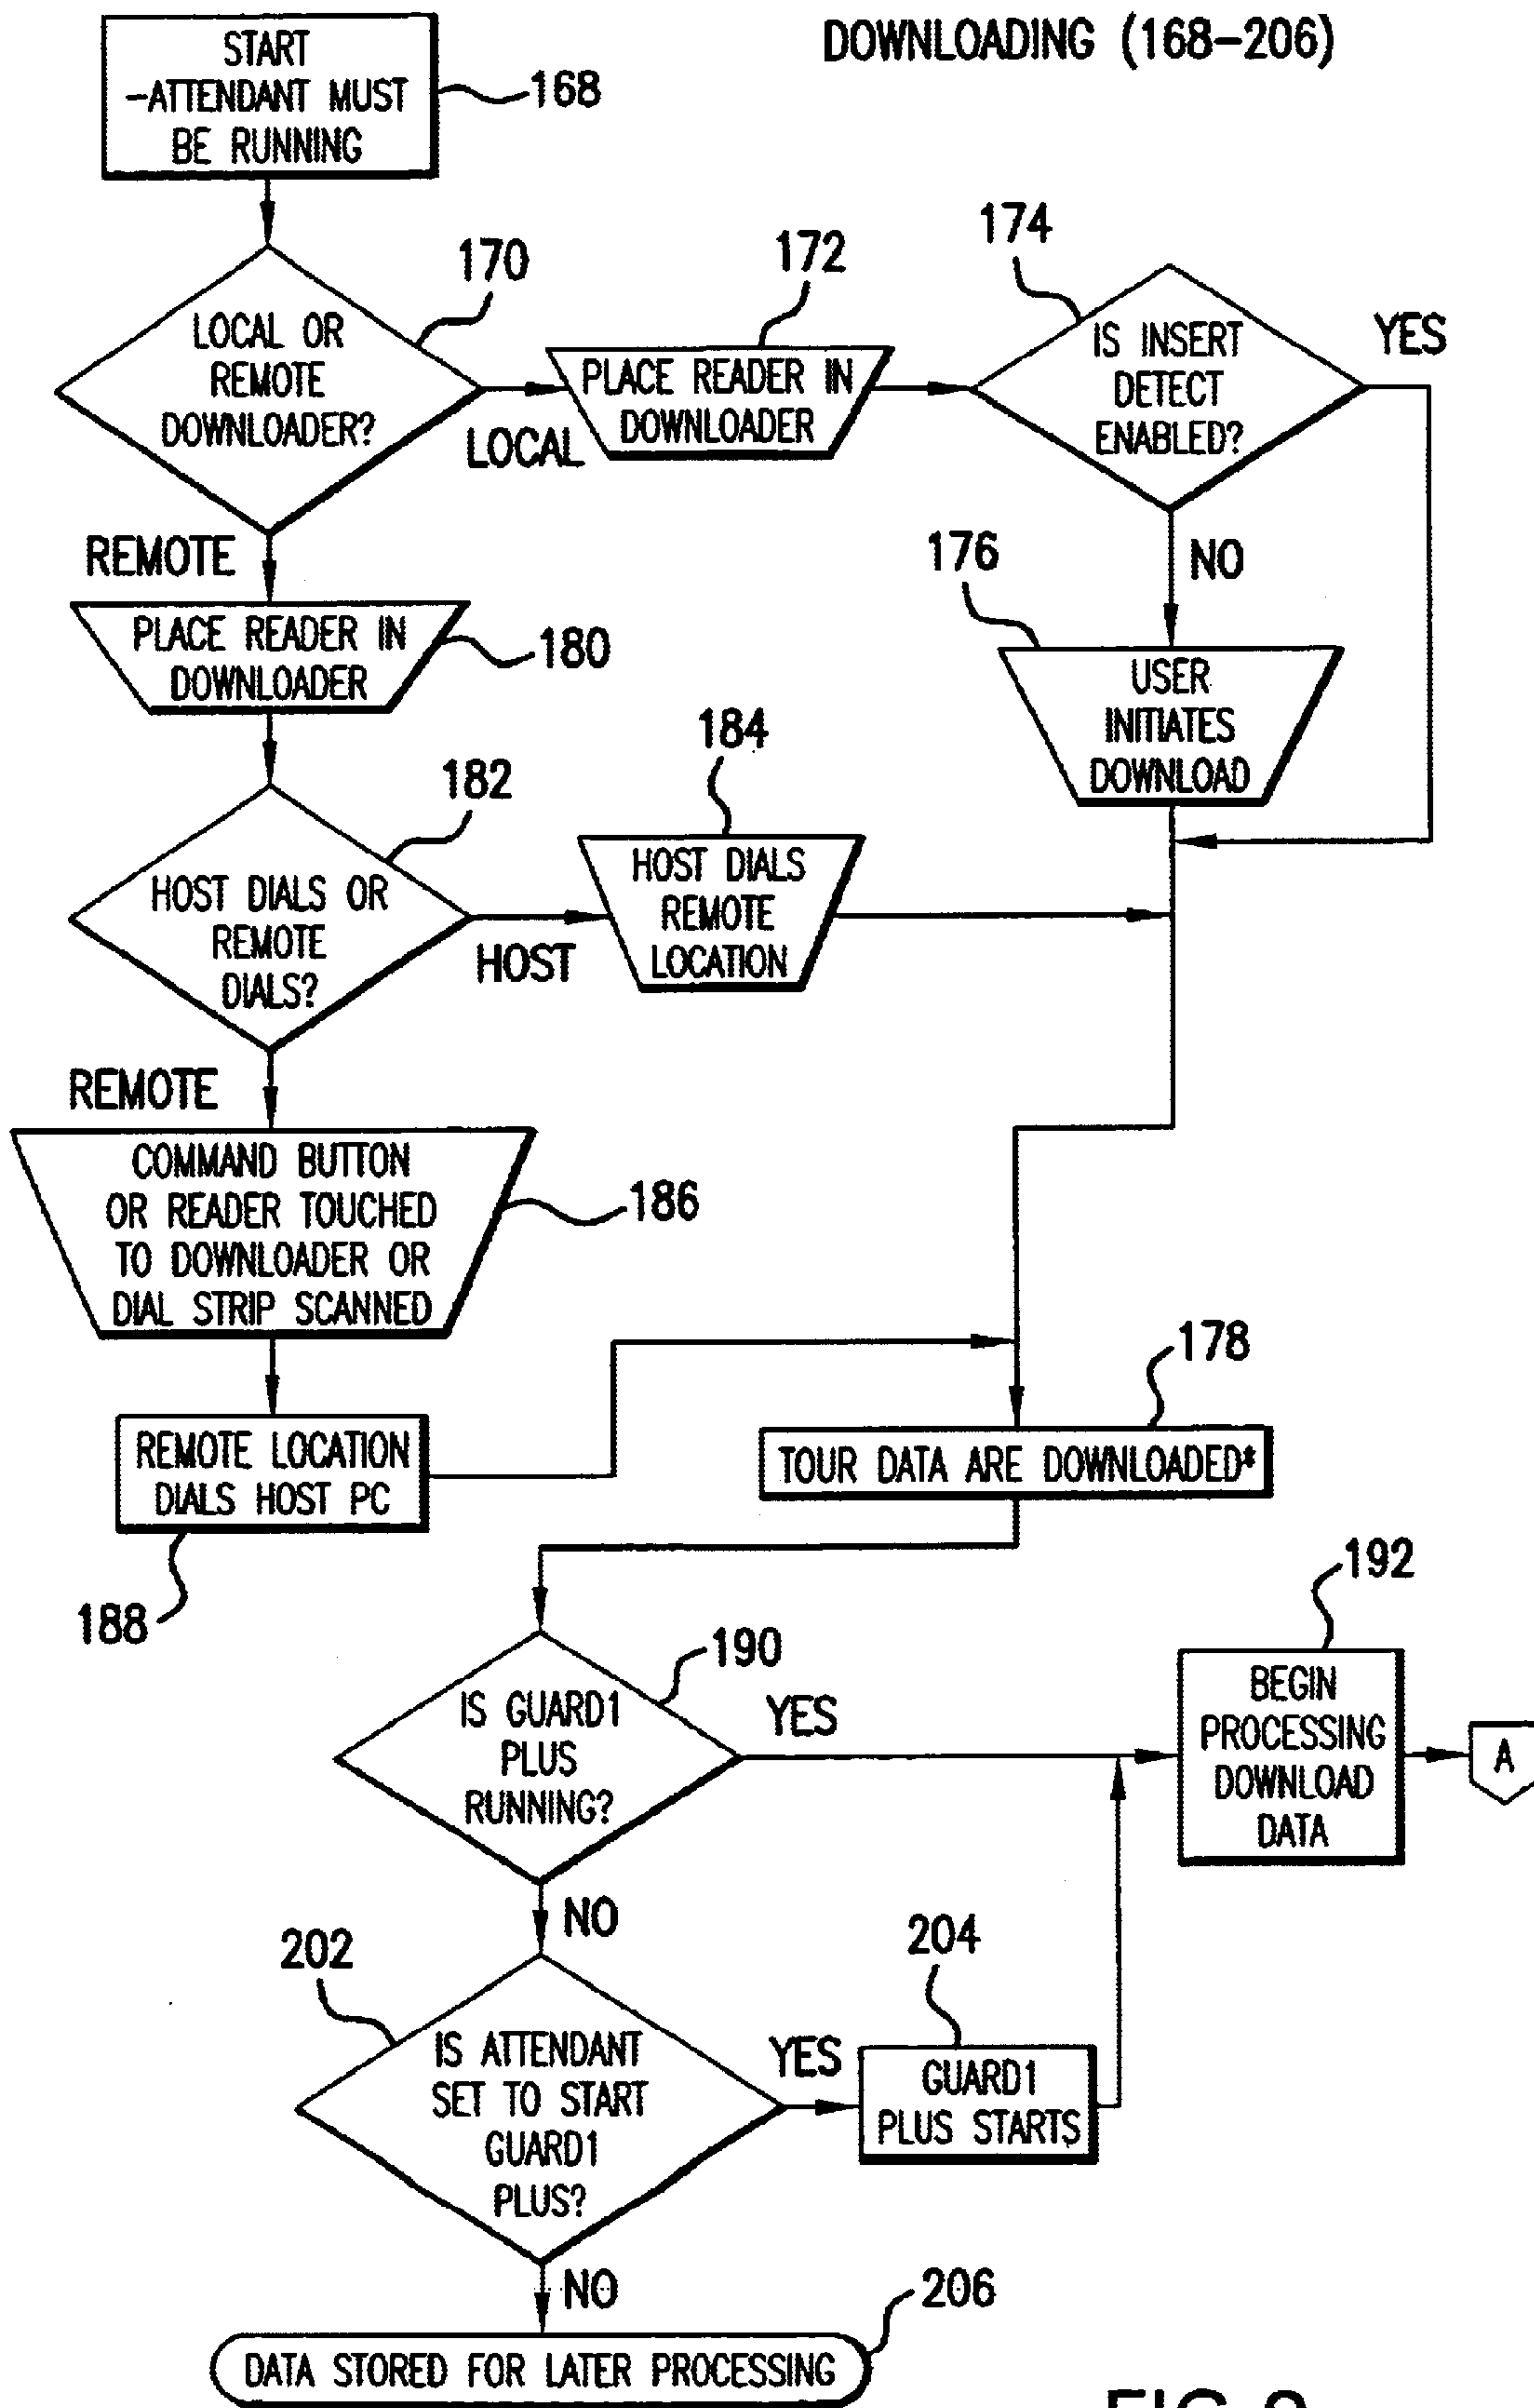 DOWNLOADING (168-206)
START
-ATTENDANT MUST
BE RUNNING
168
170
LOCAL OR
REMOTE
DOWNLOADER?
LOCAL
172
PLACE READER IN
DOWNLOADER
174
IS INSERT
DETECT
ENABLED?
YES
NO
176
USER
INITIATES
DOWNLOAD
REMOTE
PLACE READER IN
DOWNLOADER
180
182
HOST DIALS OR
REMOTE
DIALS?
HOST
184
HOST DIALS
REMOTE
LOCATION
REMOTE
COMMAND BUTTON
OR READER TOUCHED
TO DOWNLOADER OR
DIAL STRIP SCANNED
186
REMOTE LOCATION
DIALS HOST PC
188
178
TOUR DATA ARE DOWNLOADED*
190
IS GUARD1
PLUS
RUNNING?
YES
192
BEGIN
PROCESSING
DOWNLOAD
DATA
A
NO
202
IS ATTENDANT
SET TO START
GUARD1
PLUS?
YES
204
GUARD1
PLUS STARTS
NO
206
DATA STORED FOR LATER PROCESSING